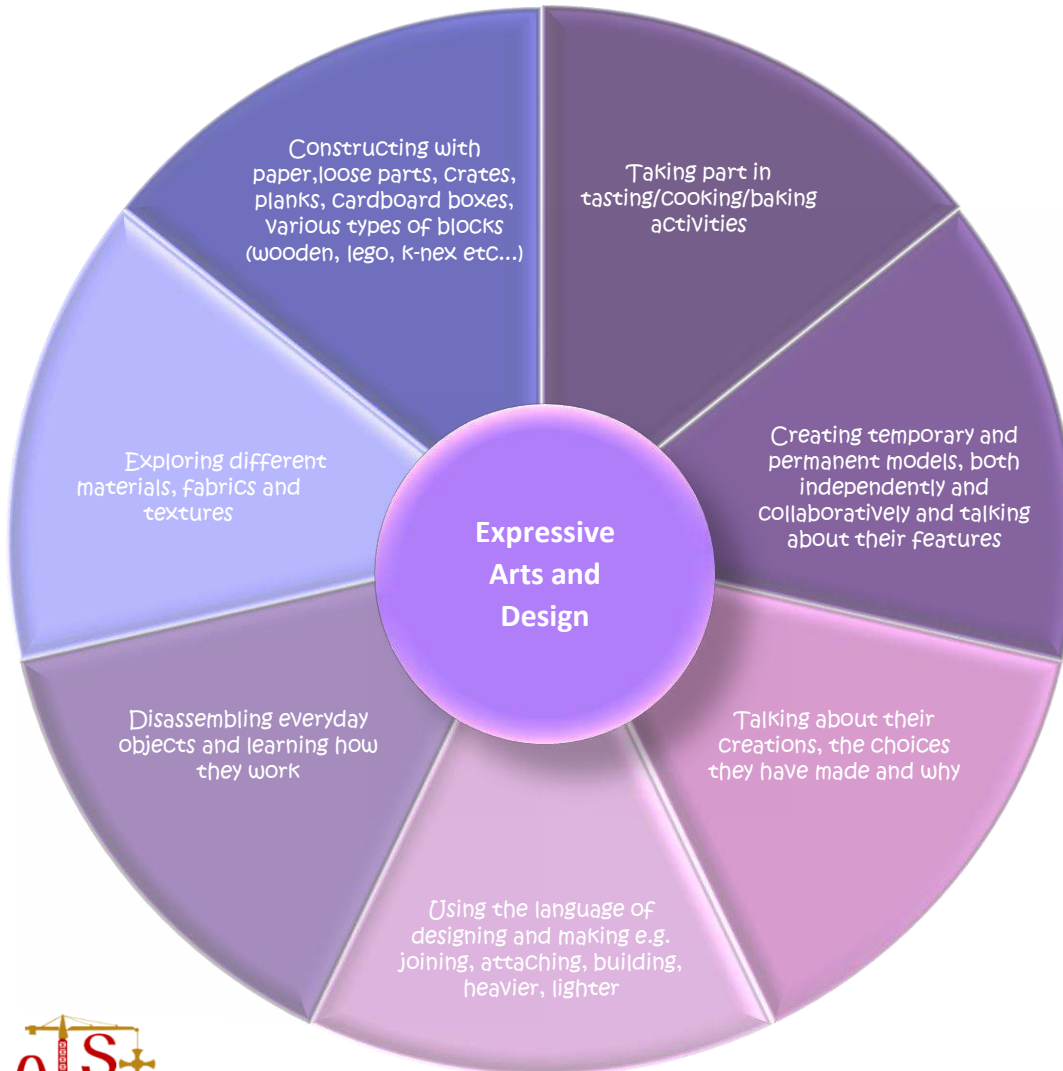 Constructing with
paper,loose parts, crates,
planks, cardboard boxes,
various types of blocks
(wooden, lego, k-nex etc...)
Taking part in
tasting/cooking/baking
activities
Creating temporary and
permanent models, both
independently and
collaboratively and talking
about their features
Talking about their
creations, the choices
they have made and why
Using the language of
designing and making e.g.
joining, attaching, building,
heavier, lighter
Disassembling everyday
objects and learning how
they work
Exploring different
materials, fabrics and
textures
Expressive
Arts and
Design